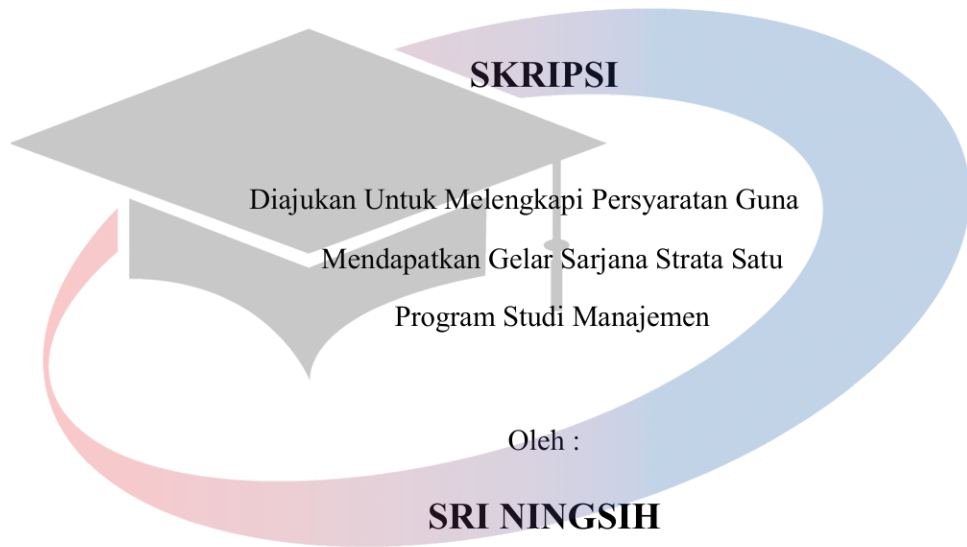 SKRIPSI
Diajukan Untuk Melengkapi Persyaratan Guna
Mendapatkan Gelar Sarjana Strata Satu
Program Studi Manajemen
Oleh :
SRI NINGSIH